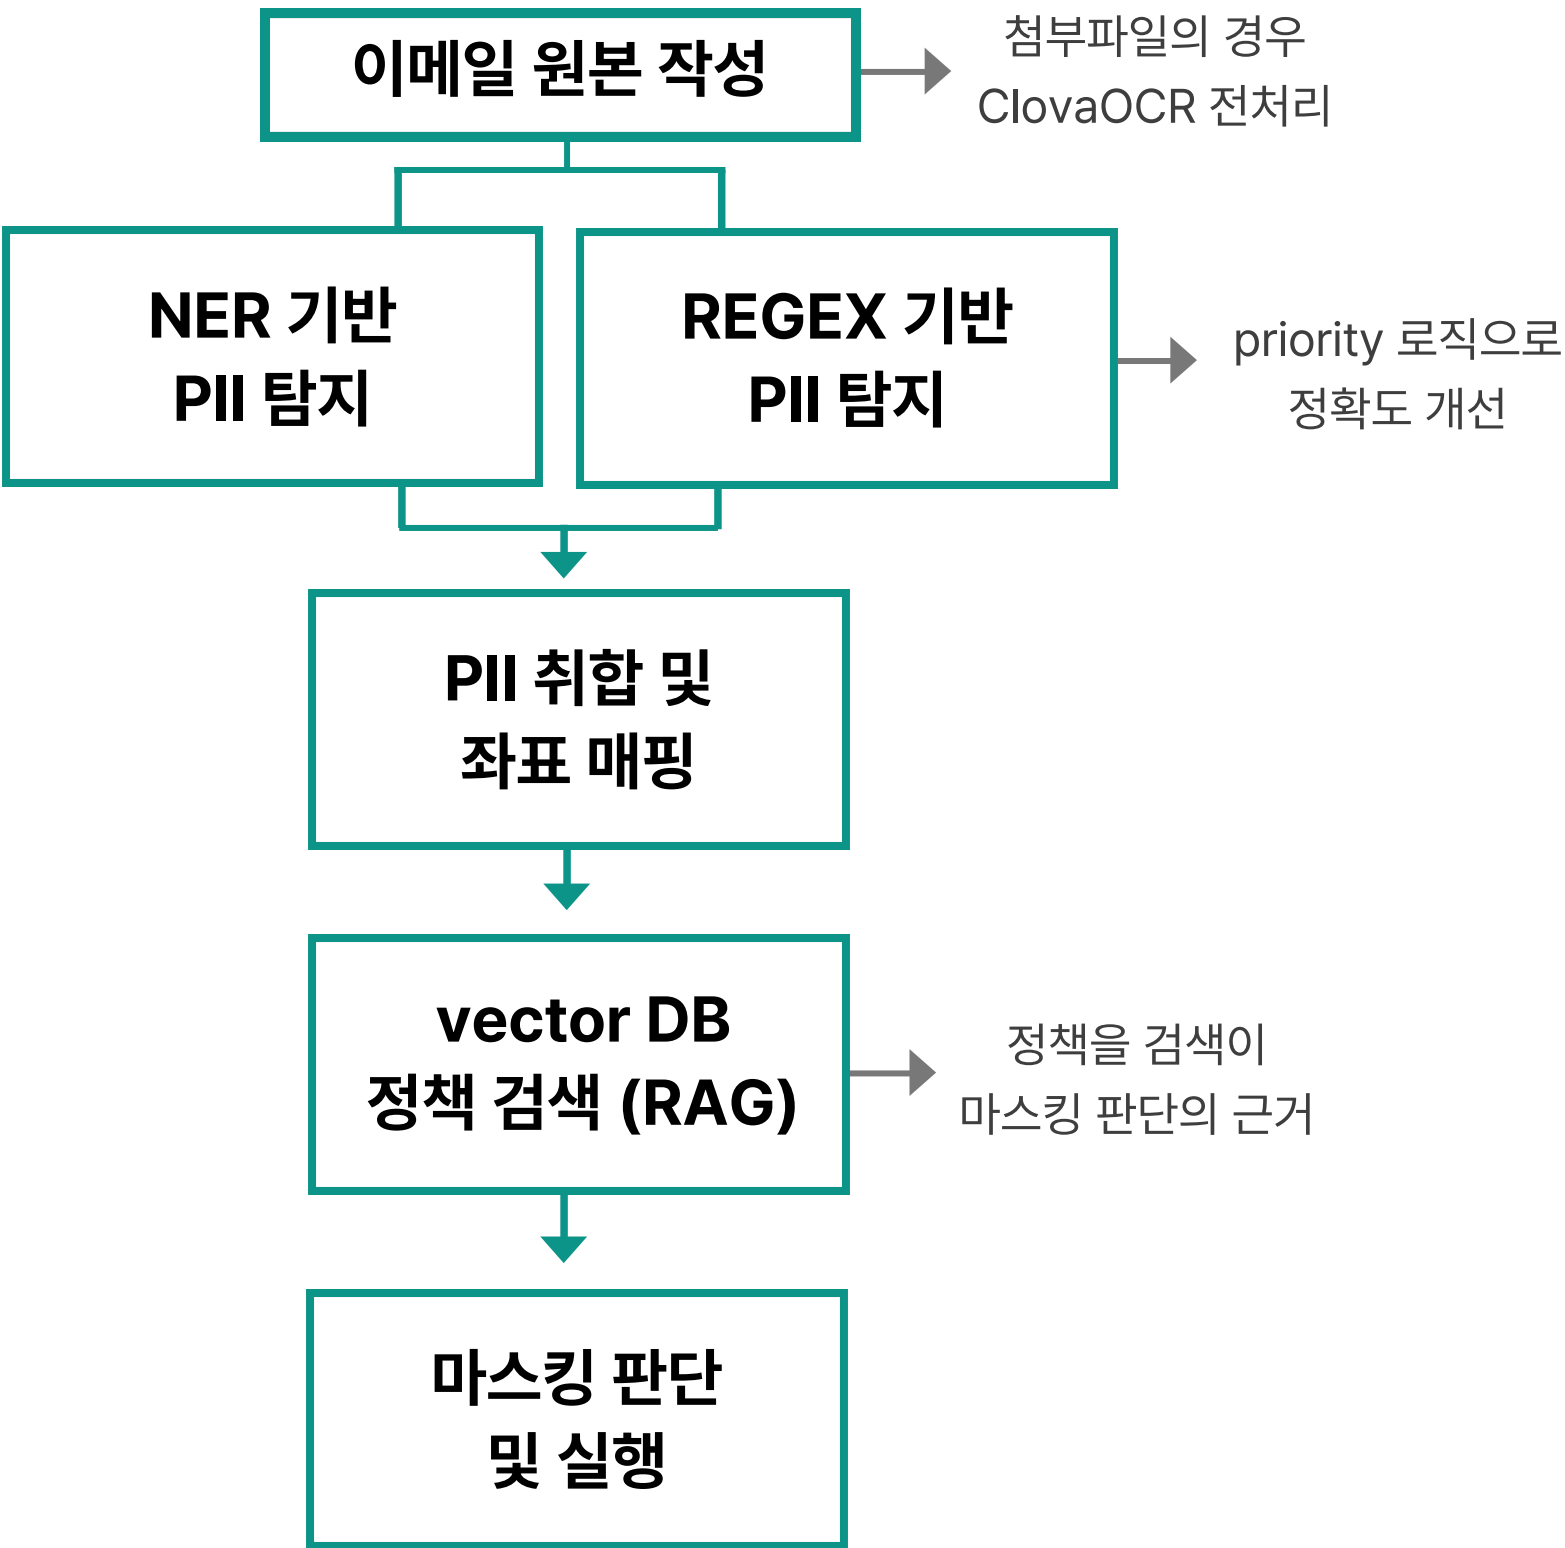 이메일 원본 작성
첨부파일의 경우
ClovaOCR 전처리
NER 기반
PII 탐지
REGEX 기반
PII 탐지
priority 로직으로
정확도 개선
PII 취합 및
좌표 매핑
vector DB
정책 검색 (RAG)
정책을 검색이
마스킹 판단의 근거
마스킹 판단
및 실행